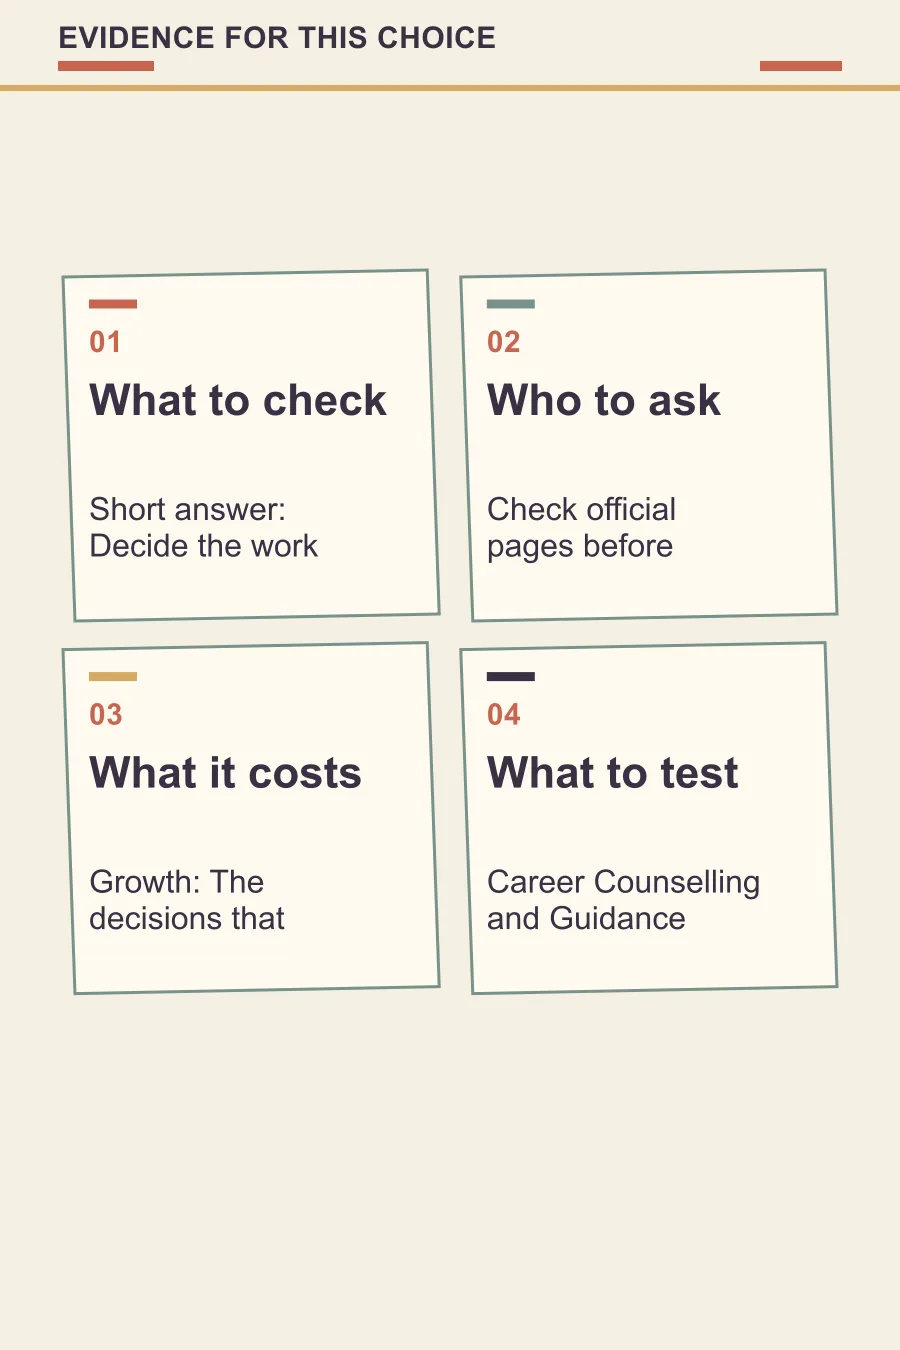 EVIDENCE FOR THIS CHOICE
01
What to check
Short answer:
Decide the work
02
Who to ask
Check official
pages before
03
What it costs
Growth: The
decisions that
04
What to test
Career Counselling
and Guidance